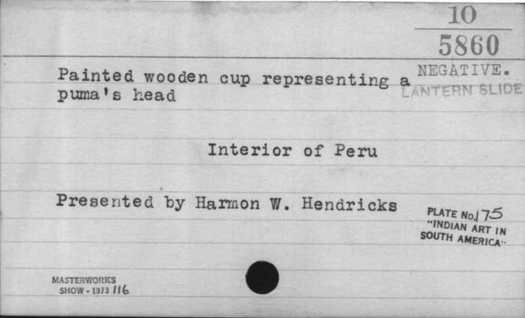 10
5860
NEGATIVE.
LANTERN SLIDE
Painted wooden cup representing a
puma's head
Interior of Peru
Presented by Harmon W. Hendricks
PLATE No. 175
"INDIAN ART IN
SOUTH AMERICA"
MASTERWORKS
SHOW - 1973 116